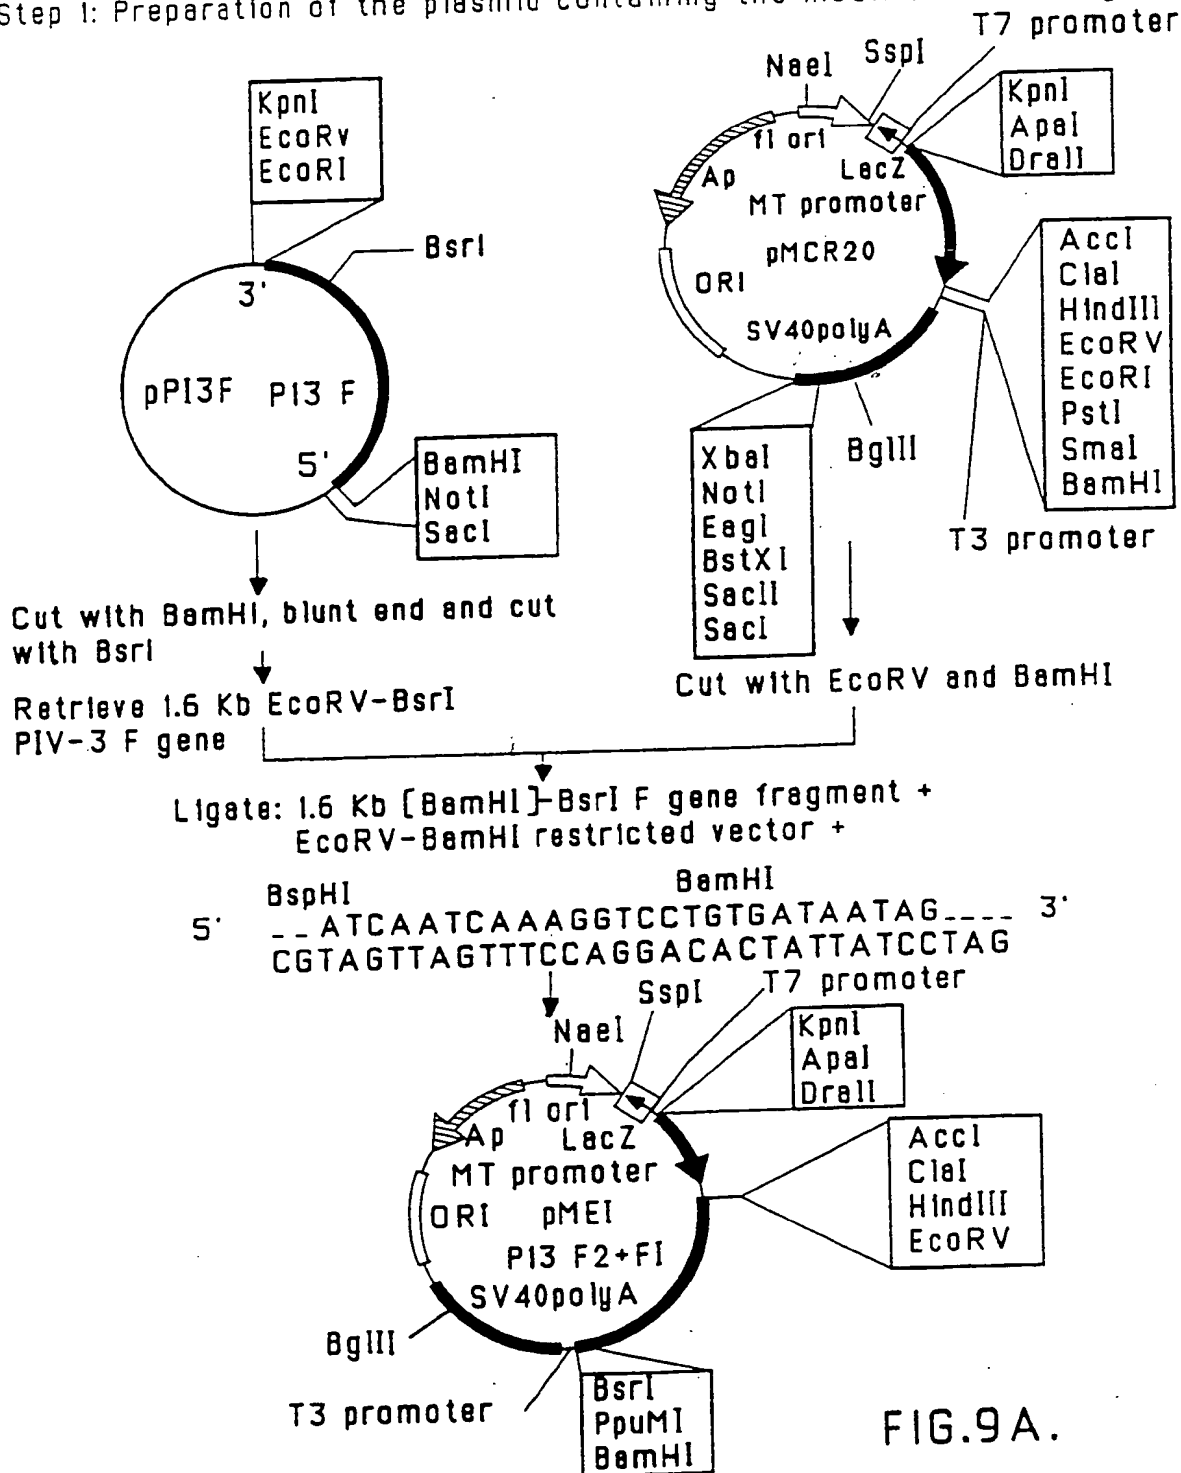 Step 1: Preparation of the plasmid containing the
T7 promoter
NaeI
SspI
KpnI
EcoRv
EcoRI
KpnI
ApaI
DraII
f1 ori
LacZ
Ap
MT promoter
pMCR20
ORI
SV40polyA
BsrI
3'
pPI3F
PI3 F
5'
BamHI
NotI
SacI
AccI
ClaI
HindIII
EcoRV
EcoRI
PstI
SmaI
BamHI
BglII
T3 promoter
XbaI
NotI
EagI
BstXI
SacII
SacI
Cut with BamHI, blunt end and cut
with BsrI
Retrieve 1.6 Kb EcoRV-BsrI
PIV-3 F gene
Cut with EcoRV and BamHI
Ligate: 1.6 Kb [BamHI]-BsrI F gene fragment +
EcoRV-BamHI restricted vector +
BspHI
BamHI
5' _ _ ATCAATCAAAGGTCCTGTGATAATAG_ _ _ _ 3'
CGTAGTTAGTTTCCAGGACACTATTATCCTAG
SspI
T7 promoter
NaeI
KpnI
ApaI
DraII
f1 ori
Ap
LacZ
MT promoter
ORI
pMEI
PI3 F2+FI
SV40polyA
AccI
ClaI
HindIII
EcoRV
BglII
T3 promoter
BsrI
PpuMI
BamHI
FIG.9A.